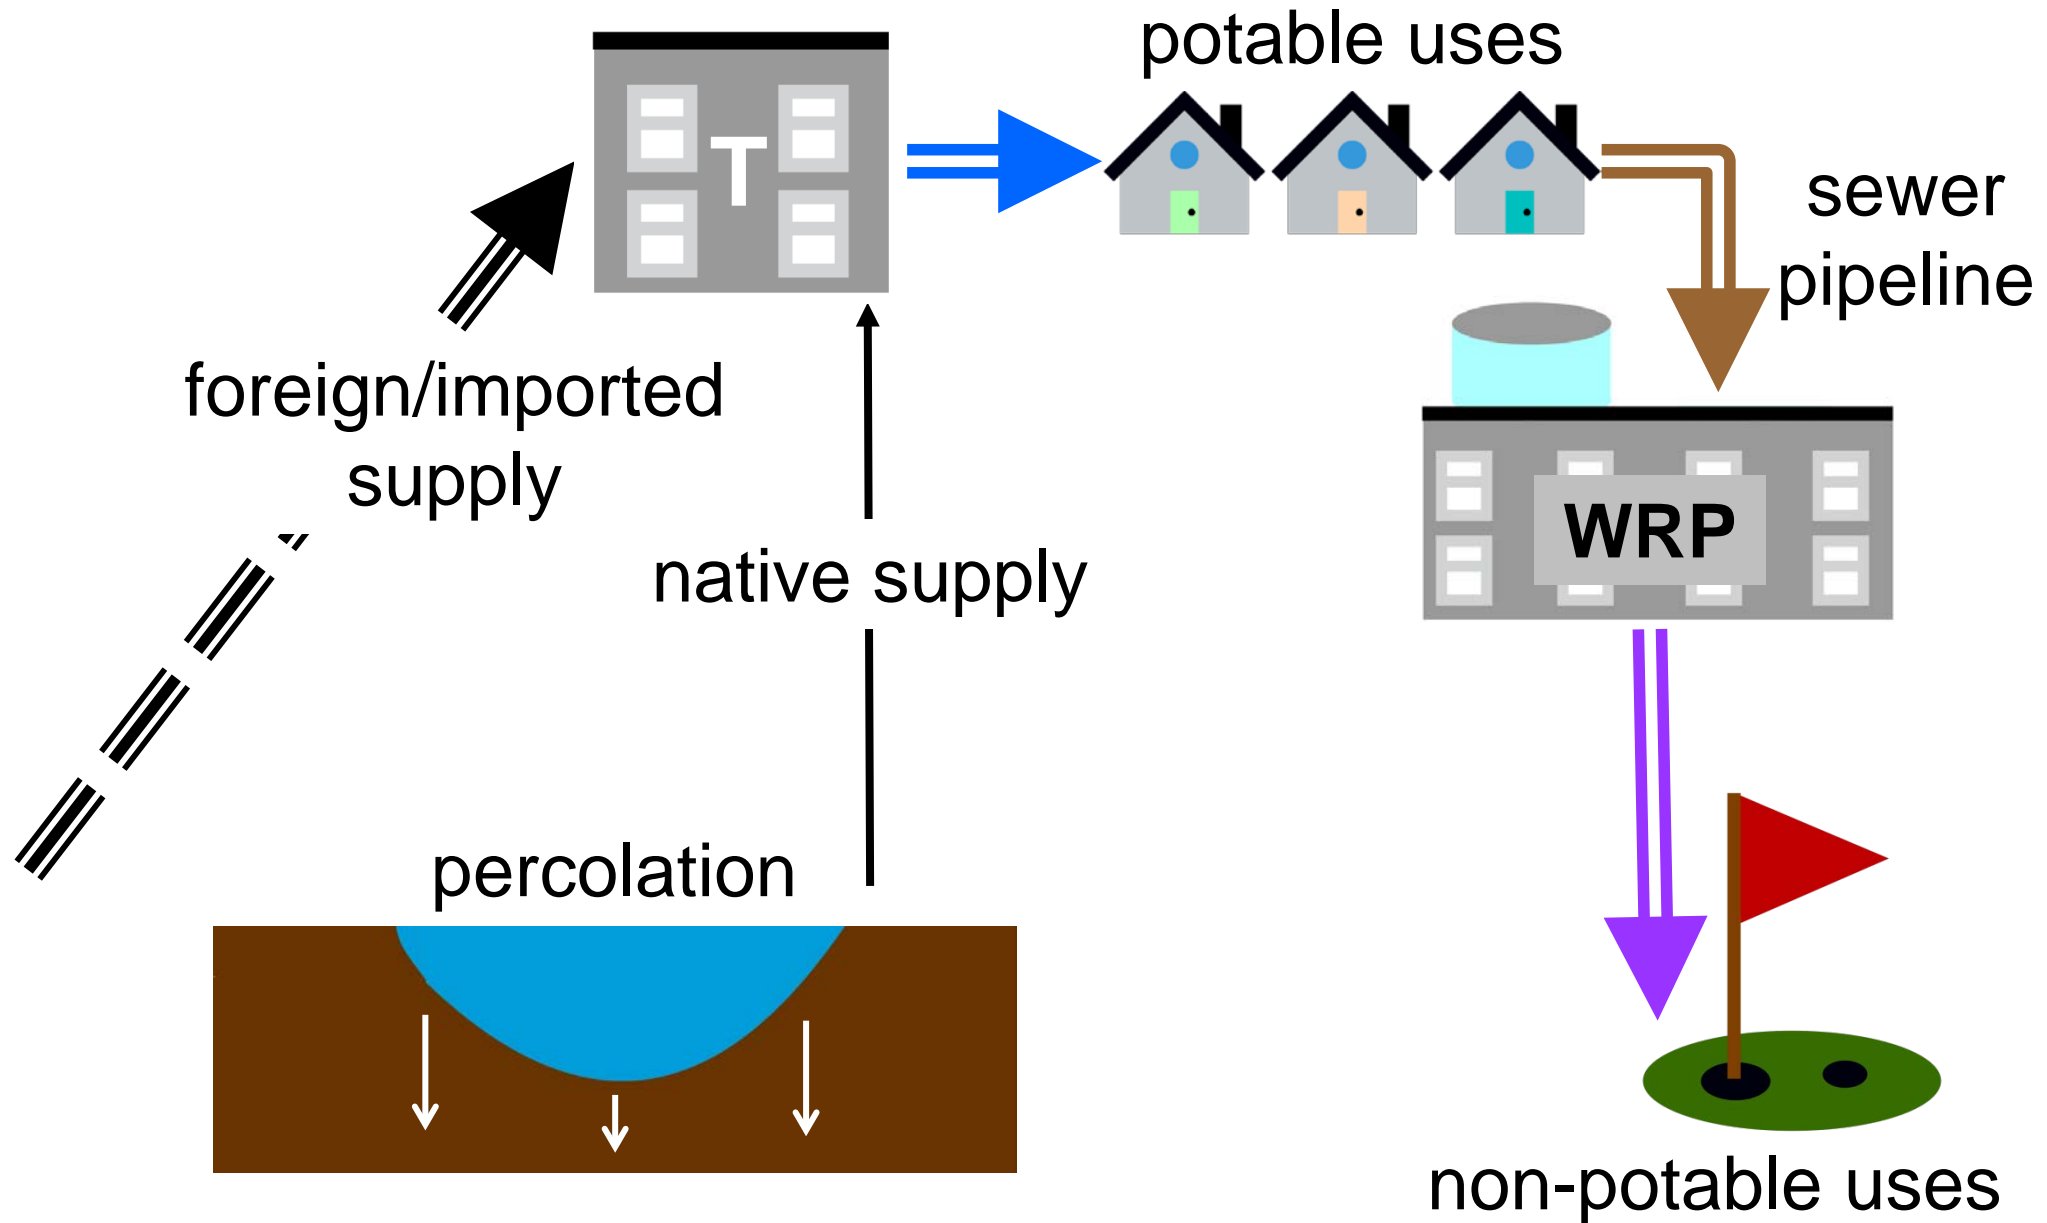 potable uses
T
sewer
pipeline
foreign/imported
supply
WRP
native supply
percolation
non-potable uses